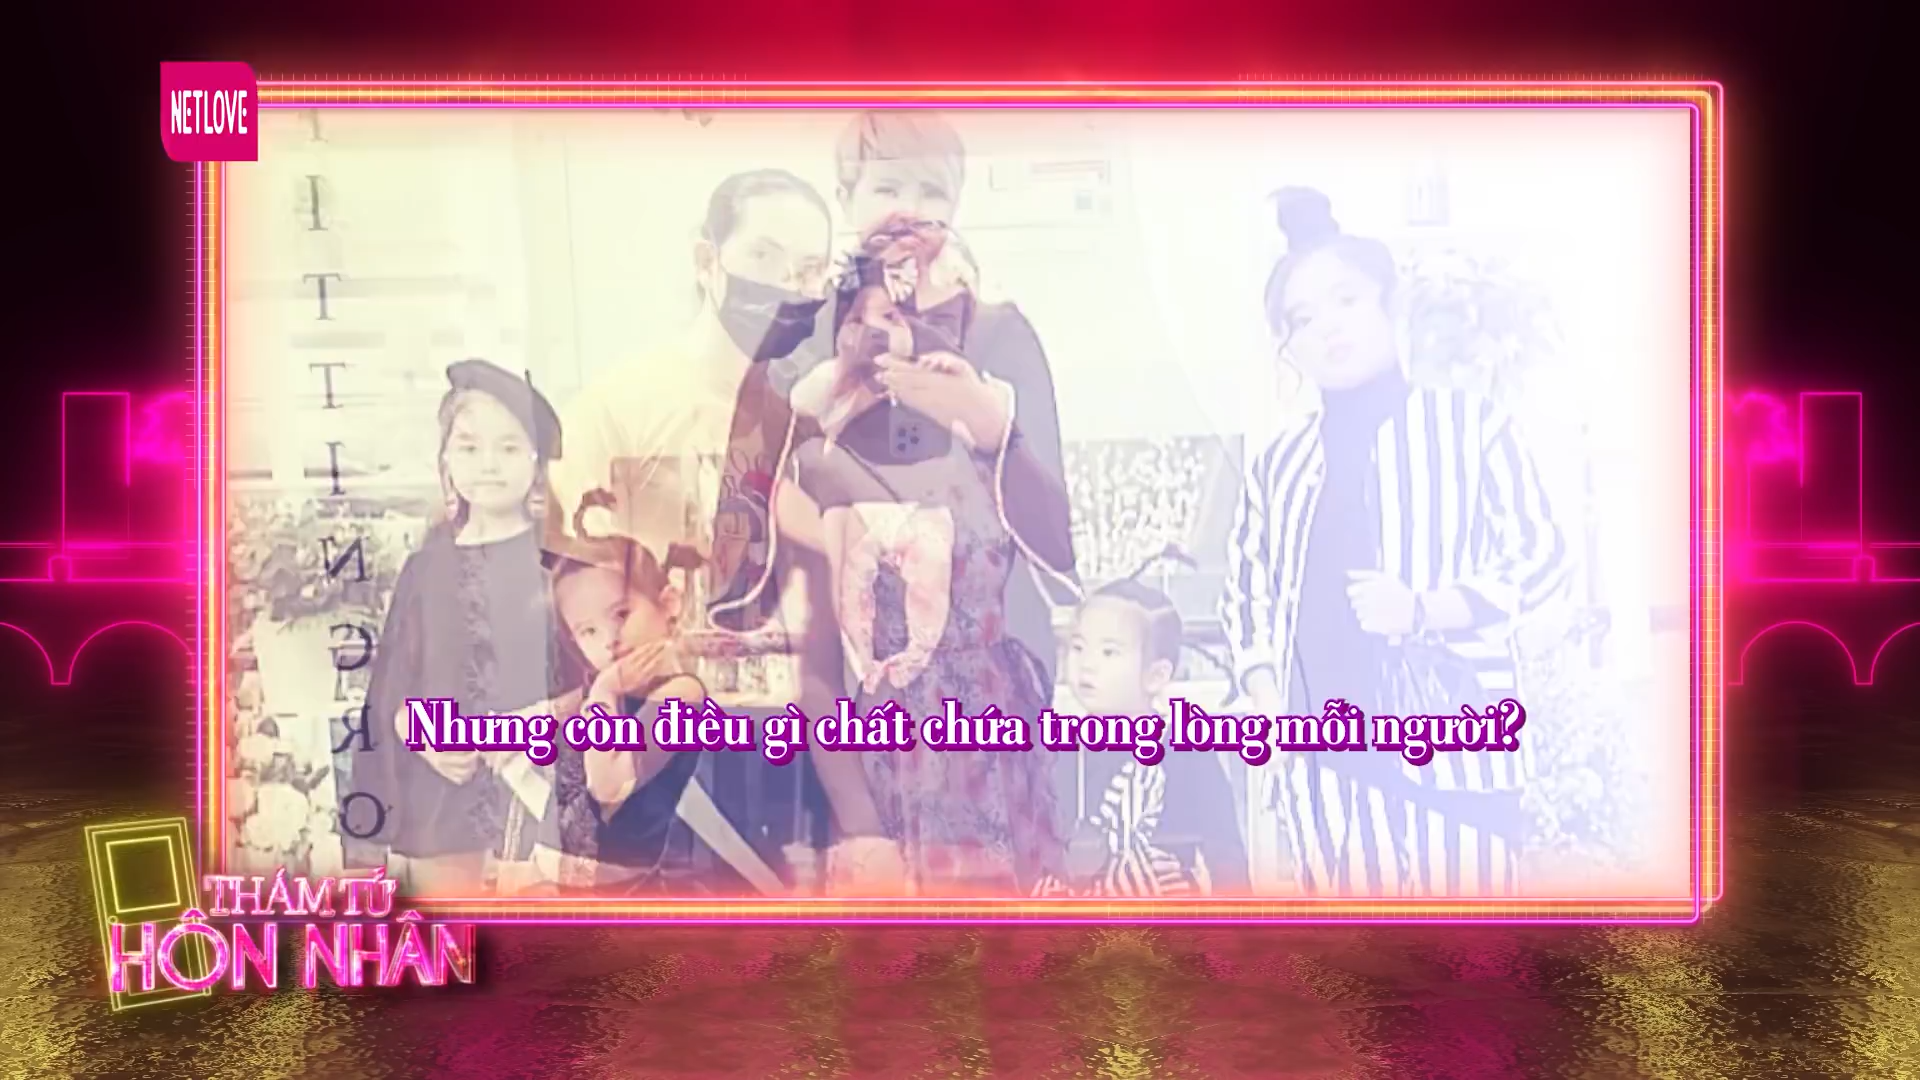 NETLOVE
Nhưng còn điều gì chất chứa trong lòng mỗi người?
THÁM TỬ
HÔN NHÂN